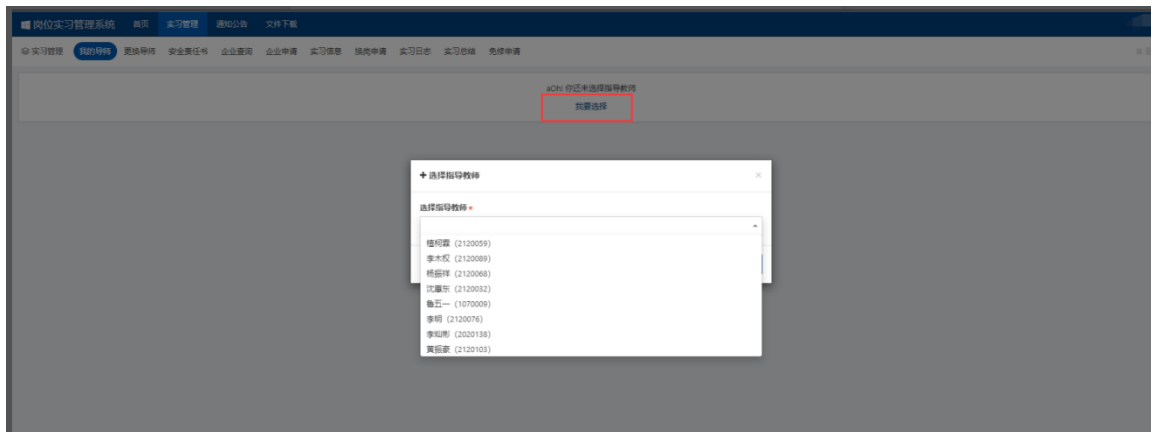 岗位实习管理系统 首页 实习管理 通知公告 文件下载
实习管理 我的导师 更换导师 安全责任书 企业查询 企业申请 实习信息 换岗申请 实习日志 实习总结 免修申请
aOh! 你还未选择指导教师
我要选择
+ 选择指导教师 ×
选择指导教师 *
植柯霖 (2120059)
李木权 (2120089)
杨振祥 (2120068)
沈惠东 (2120032)
鲁五一 (1070009)
李明 (2120076)
李灿彬 (2020138)
黄振豪 (2120103)